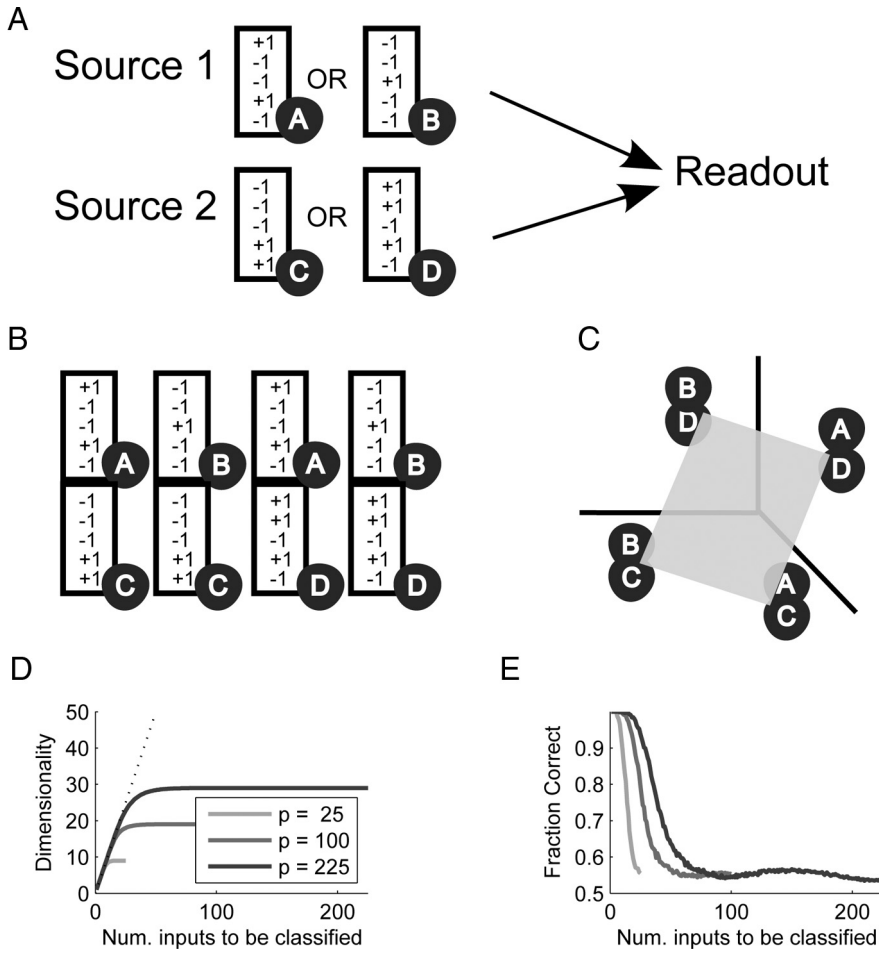 A
Source 1
+1
-1
-1
+1
-1
A
OR
-1
-1
+1
-1
-1
B
Source 2
-1
-1
-1
+1
+1
C
OR
+1
+1
-1
+1
-1
D
Readout
B
+1 -1 +1 -1
-1 -1 -1 -1
-1 +1 -1 +1
+1 -1 +1 -1
-1 -1 -1 -1
A B A B
-1 -1 +1 +1
-1 -1 +1 +1
-1 -1 -1 -1
+1 +1 +1 +1
+1 +1 -1 -1
C C D D
C
B
D
A
D
B
C
A
C
D
Dimensionality
50
40
30
20
10
0
0 100 200
Num. inputs to be classified
p = 25
p = 100
p = 225
E
Fraction Correct
0.9
0.8
0.7
0.6
0.5
0 100 200
Num. inputs to be classified